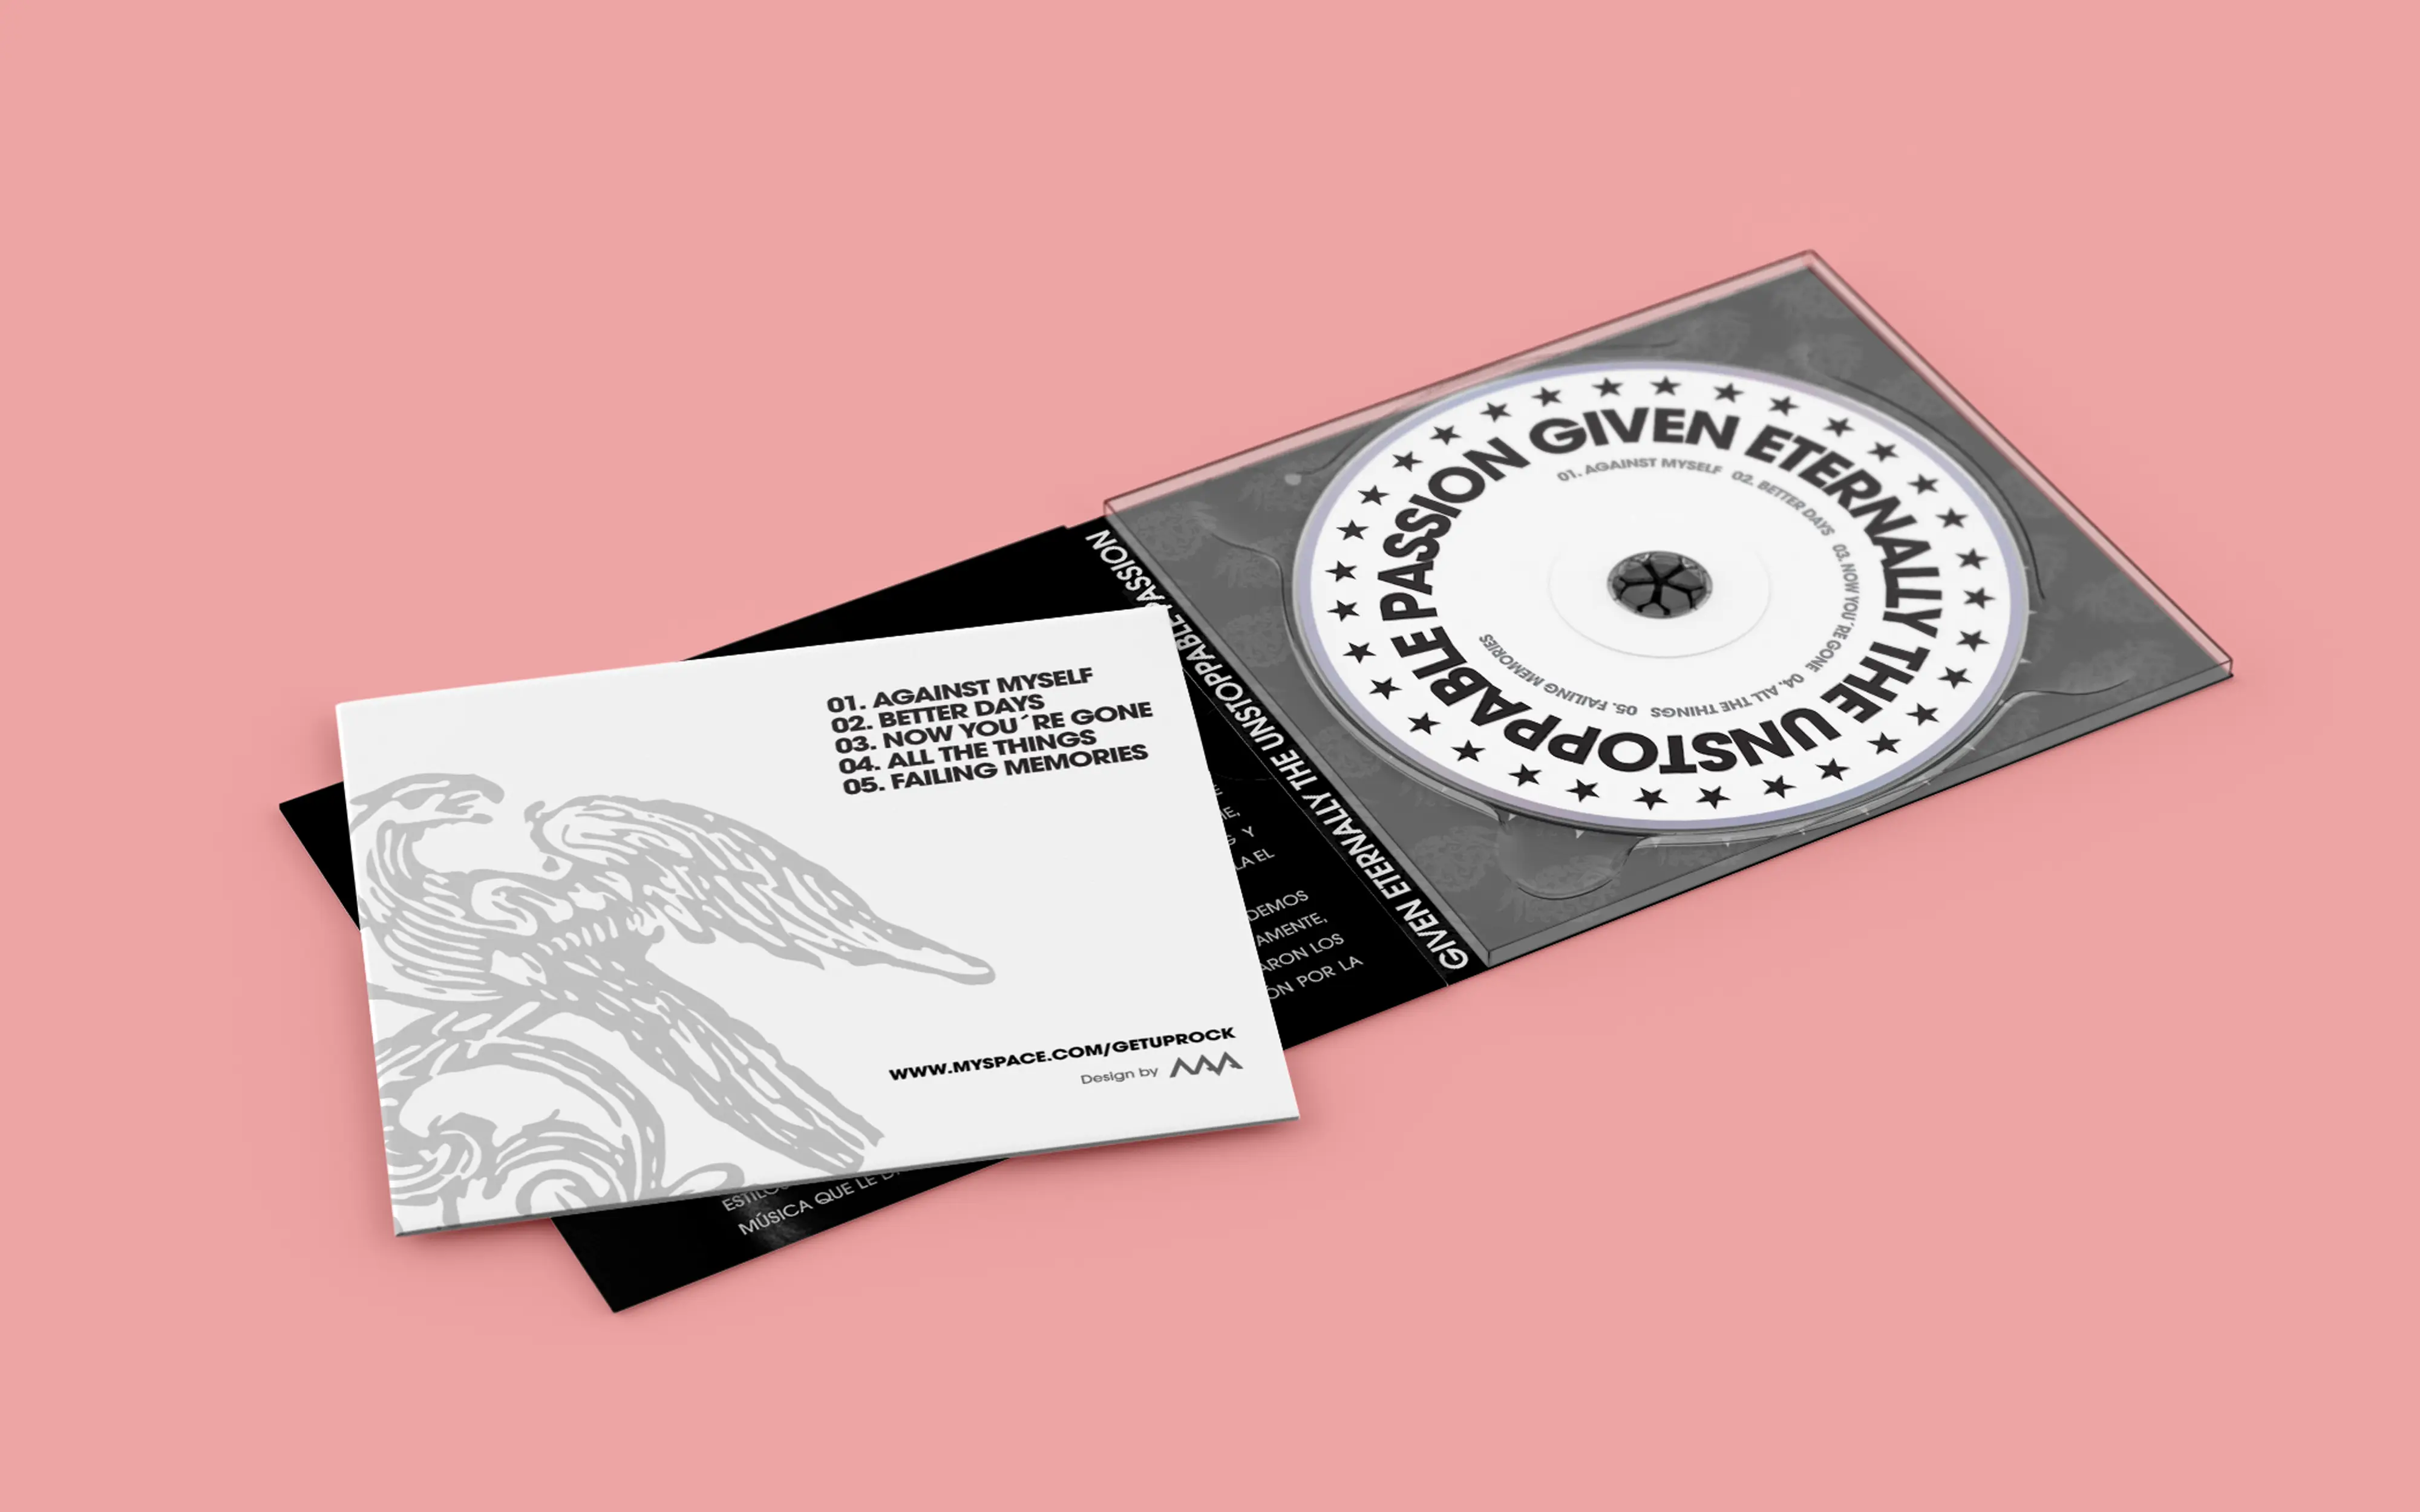 01. AGAINST MYSELF
02. BETTER DAYS
03. NOW YOU´RE GONE
04. ALL THE THINGS
05. FAILING MEMORIES
WWW.MYSPACE.COM/GETUPROCK
Design by
GIVEN ETERNALLY THE UNSTOPPABLE PASSION
Y
EL
DEMOS
LOS
POR LA
MÚSICA QUE LE
GIVEN ETERNALLY THE UNSTOPPABLE PASSION
01. AGAINST MYSELF 02. BETTER DAYS 03. NOW YOU´RE GONE 04. ALL THE THINGS 05. FAILING MEMORIES